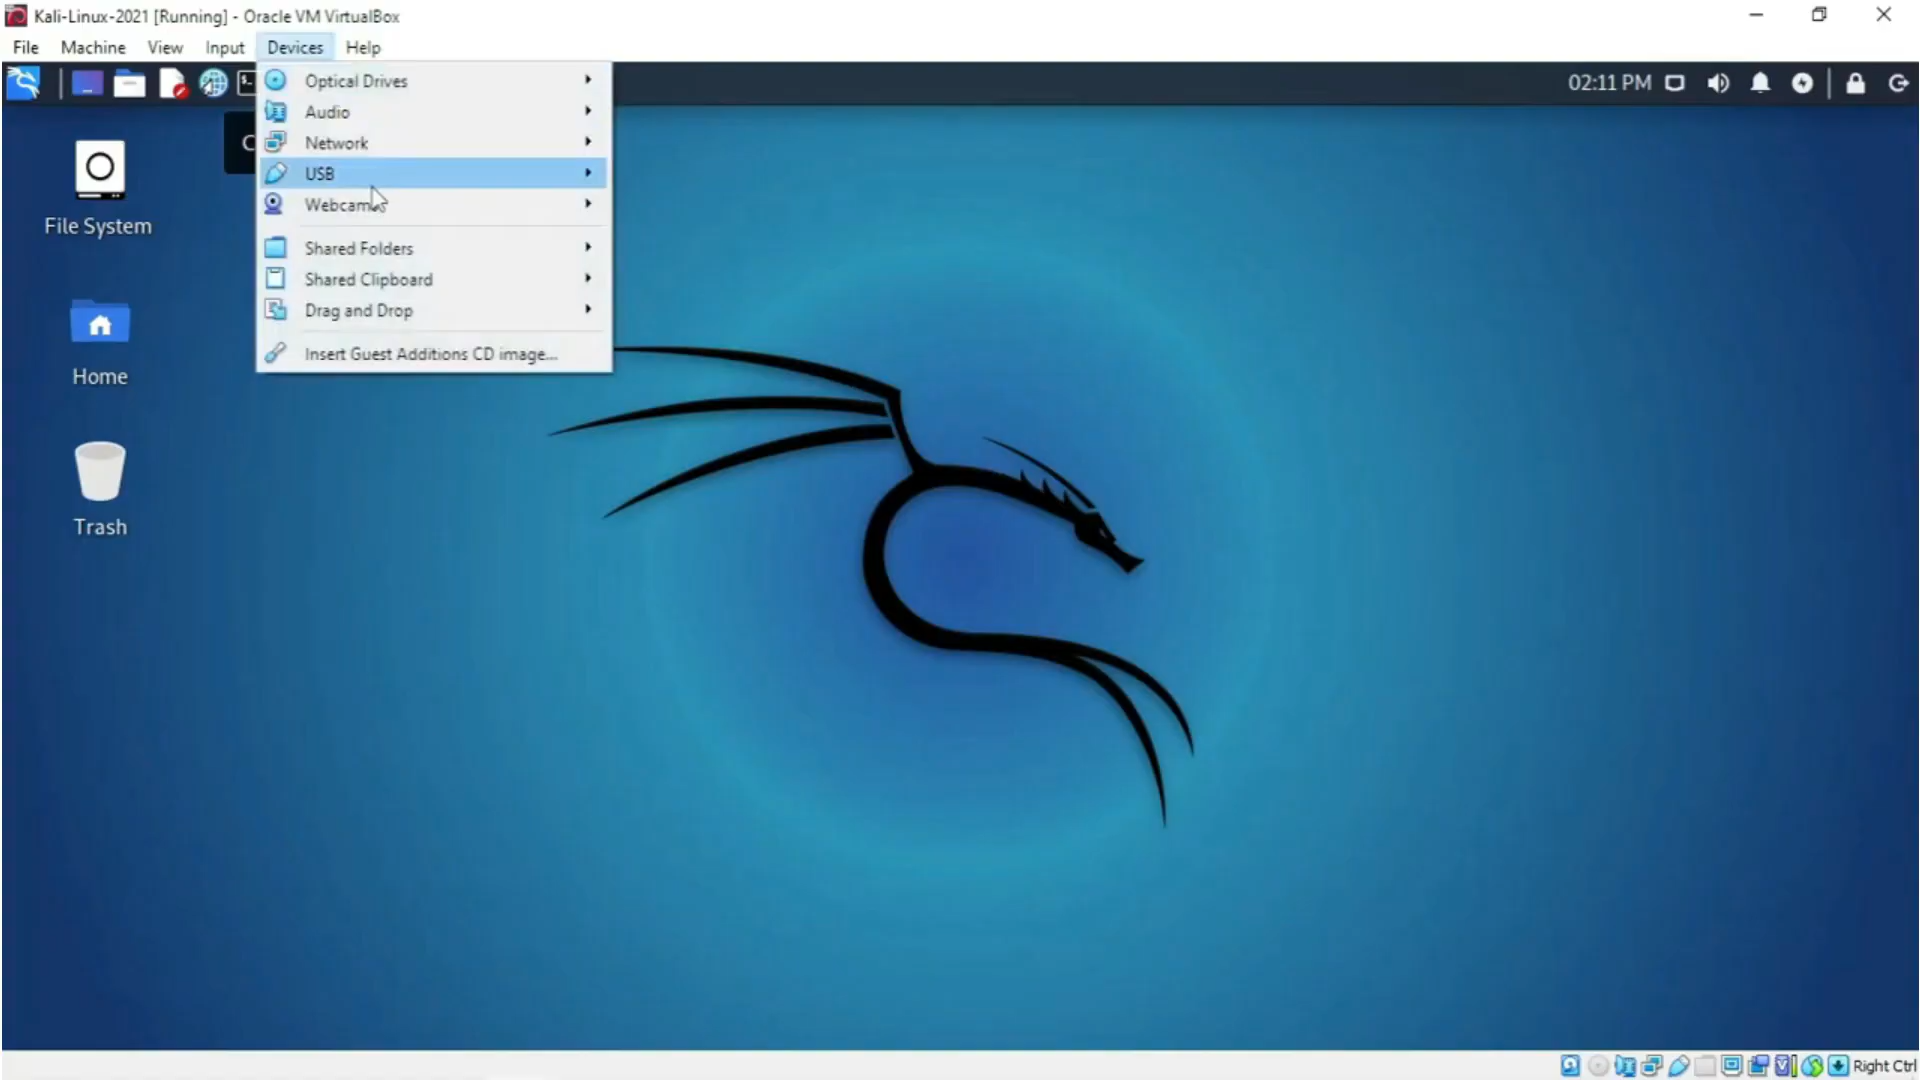 Kali-Linux-2021 [Running] - Oracle VM VirtualBox
File Machine View Input Devices Help
02:11 PM
Optical Drives
Audio
Network
C
USB
Webcams
Shared Folders
Shared Clipboard
Drag and Drop
Insert Guest Additions CD image...
File System
Home
Trash
Right Ctrl